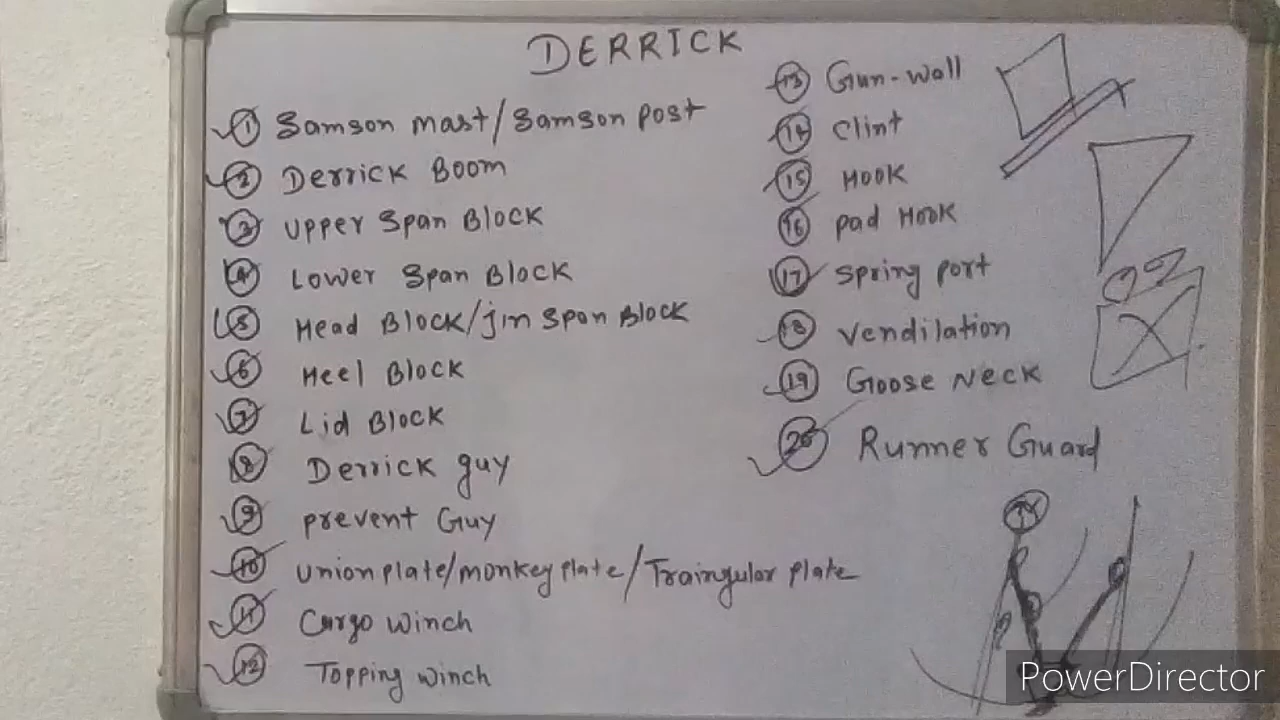 DERRICK
1 Samson mast/Samson post
2 Derrick Boom
3 Upper Span Block
4 Lower Span Block
5 Head Block/jin Span Block
6 Heel Block
7 Lid Block
8 Derrick guy
9 prevent Guy
10 unionplate/monkey plate/Traingular plate
11 Cargo winch
12 Topping winch
13 Gun-wall
14 Clint
15 Hook
16 pad Hook
17 Spring port
18 Vendilation
19 Goose Neck
20 Runner Guard
PowerDirector